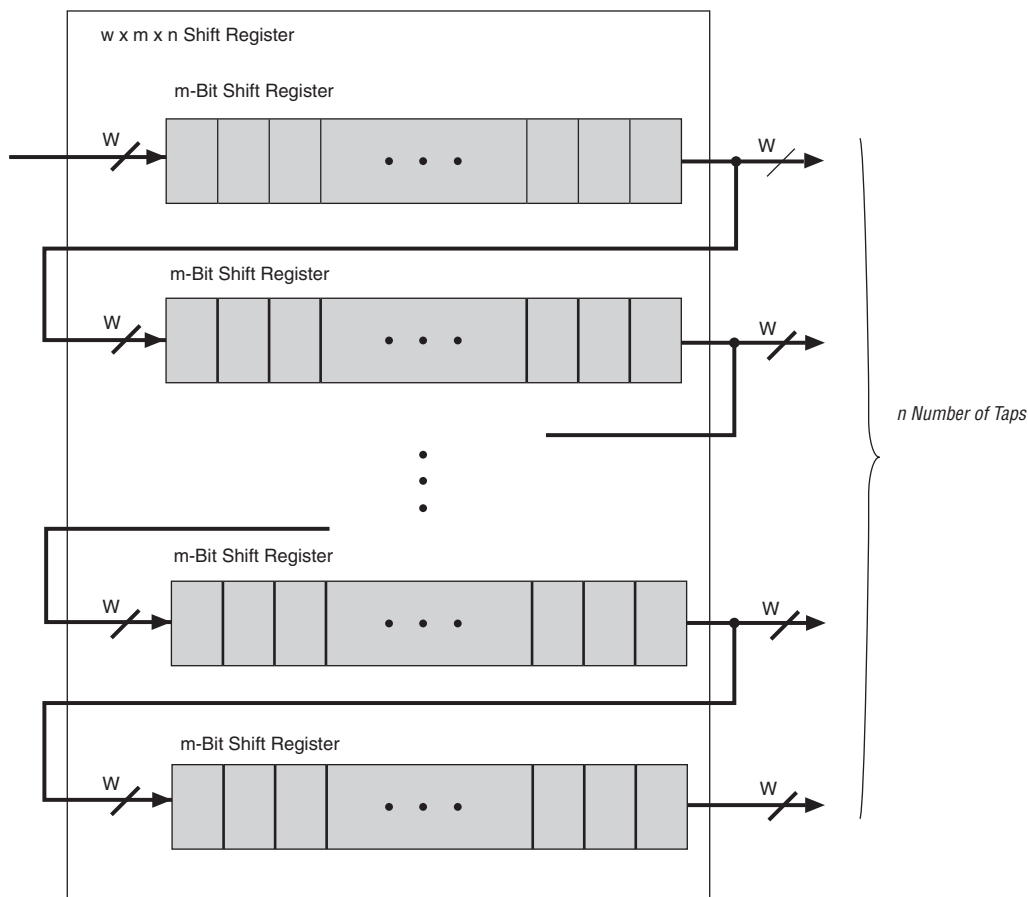 w x m x n Shift Register
m-Bit Shift Register
W
W
m-Bit Shift Register
W
W
n Number of Taps
m-Bit Shift Register
W
W
m-Bit Shift Register
W
W